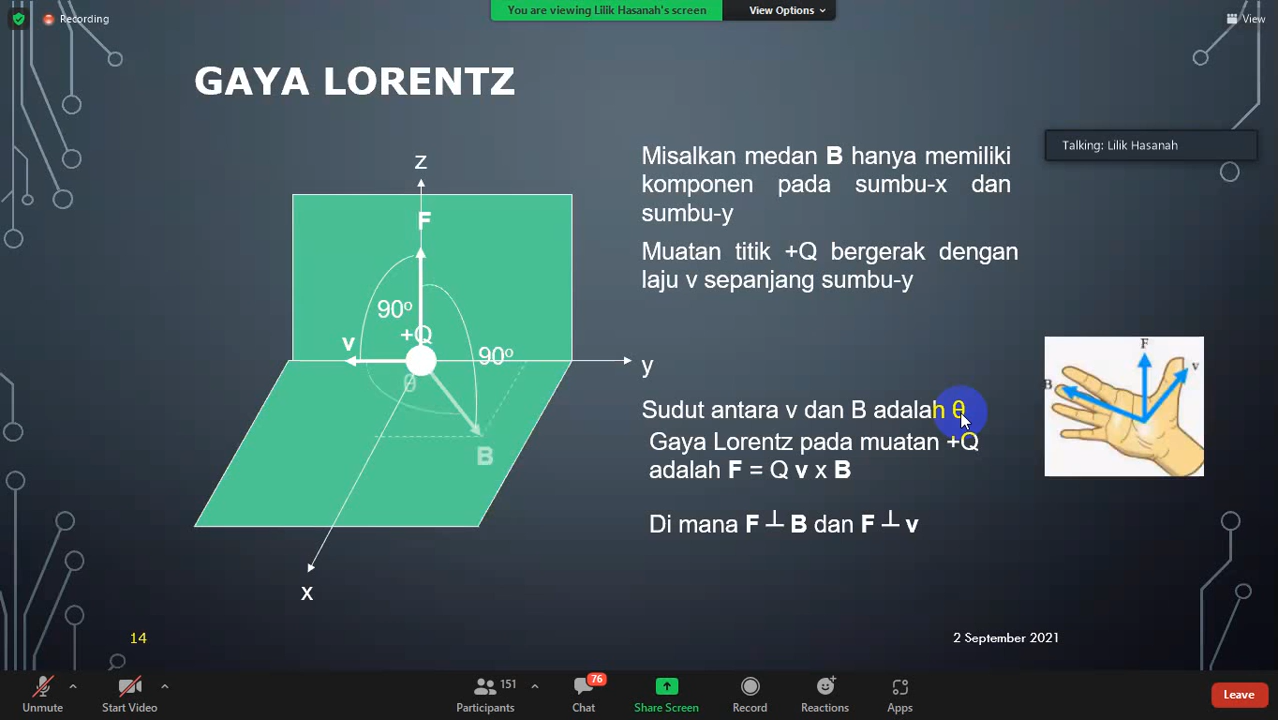 You are viewing Lilik Hasanah's screen
View Options
Recording
View
GAYA LORENTZ
Talking: Lilik Hasanah
z
F
90º
+Q
v
90º
θ
y
B
x
Misalkan medan B hanya memiliki
komponen pada sumbu-x dan
sumbu-y
Muatan titik +Q bergerak dengan
laju v sepanjang sumbu-y
Sudut antara v dan B adalah θ
Gaya Lorentz pada muatan +Q
adalah F = Q v x B
Di mana F ┴ B dan F ┴ v
F
v
B
14
2 September 2021
Unmute
Start Video
151
Participants
76
Chat
Share Screen
Record
Reactions
Apps
Leave